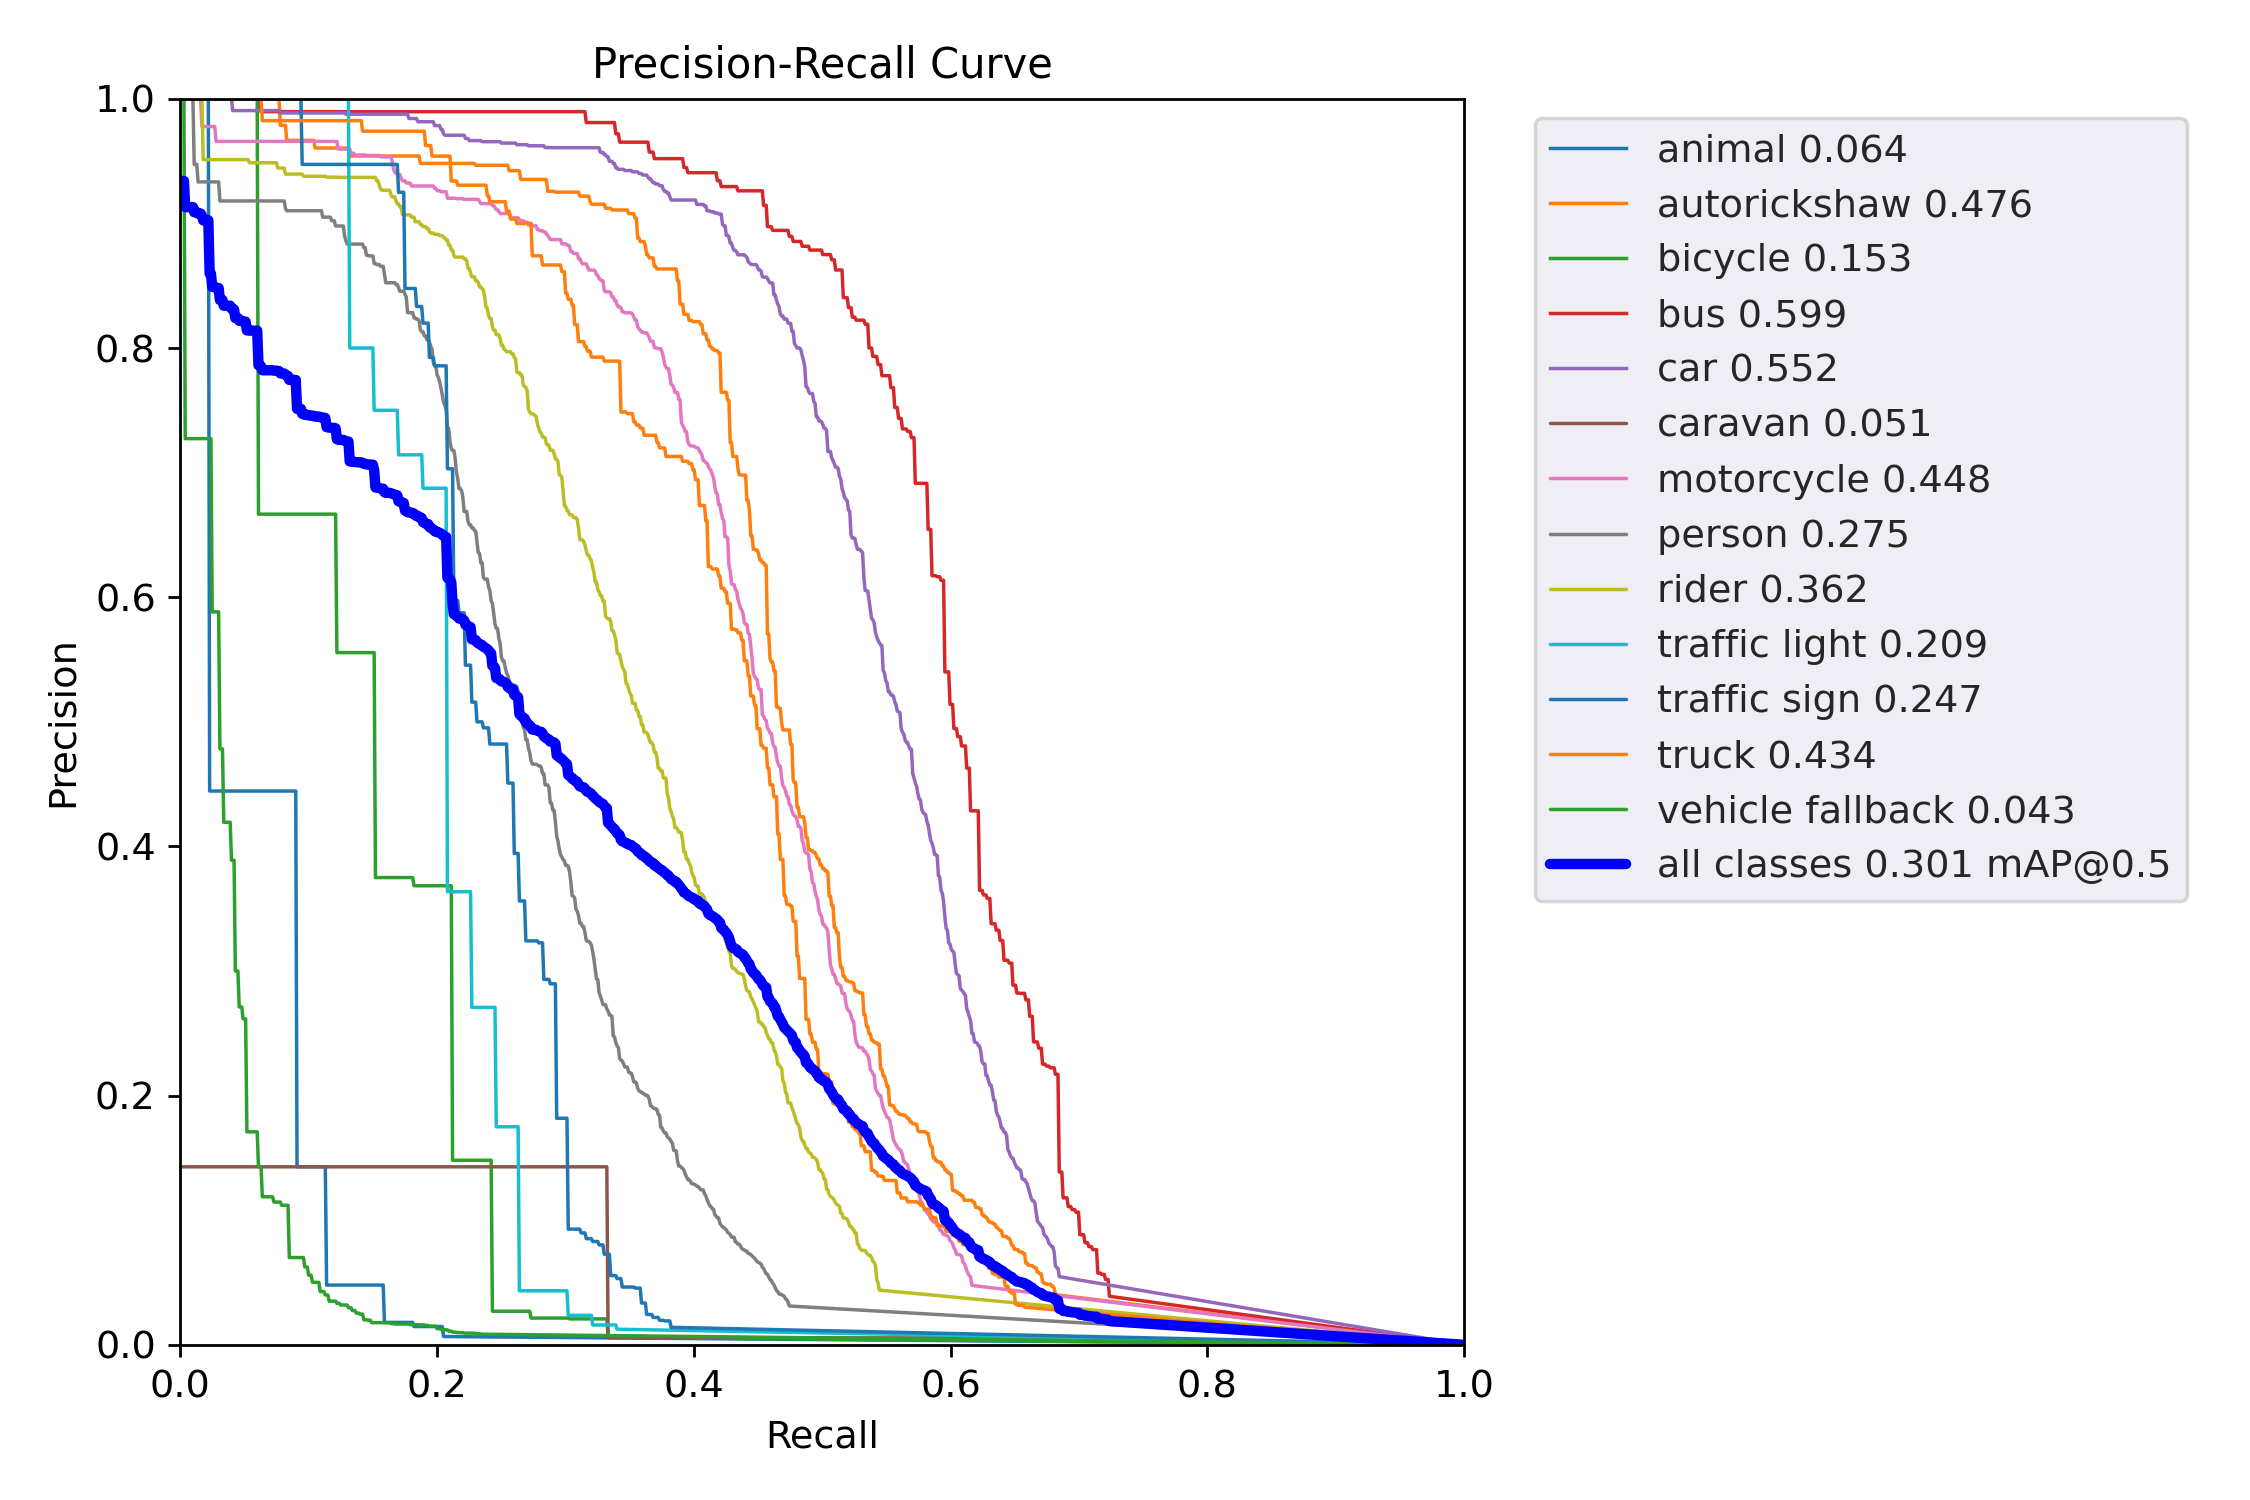 Precision-Recall Curve
1.0
0.8
0.6
0.4
0.2
0.0
Precision
0.0 0.2 0.4 0.6 0.8 1.0
Recall
animal 0.064
autorickshaw 0.476
bicycle 0.153
bus 0.599
car 0.552
caravan 0.051
motorcycle 0.448
person 0.275
rider 0.362
traffic light 0.209
traffic sign 0.247
truck 0.434
vehicle fallback 0.043
all classes 0.301 mAP@0.5